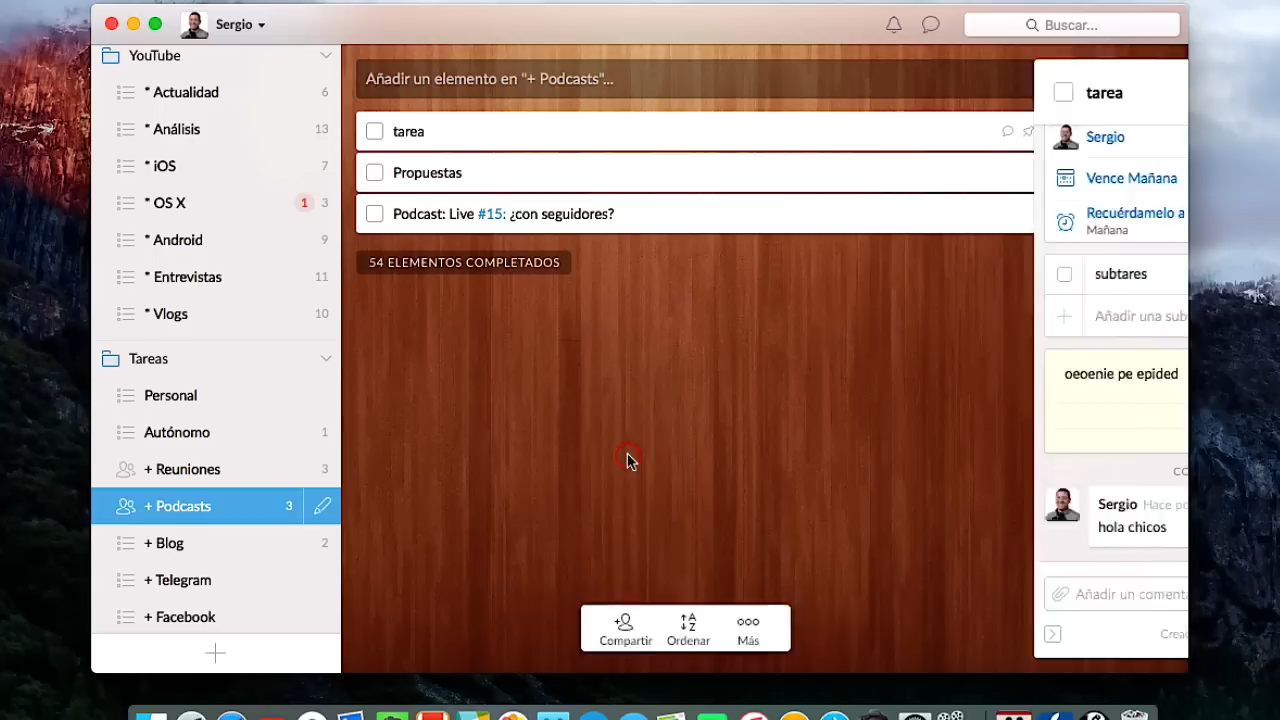 Sergio
Buscar...
YouTube
* Actualidad 6
* Análisis 13
* iOS 7
* OS X 1 3
* Android 9
* Entrevistas 11
* Vlogs 10
Tareas
Personal
Autónomo 1
+ Reuniones 3
+ Podcasts 3
+ Blog 2
+ Telegram
+ Facebook
Añadir un elemento en "+ Podcasts"...
tarea
Propuestas
Podcast: Live #15: ¿con seguidores?
54 ELEMENTOS COMPLETADOS
Compartir Ordenar Más
tarea
Sergio
Vence Mañana
Recuérdamelo a
Mañana
subtares
Añadir una sub
oeoenie pe epided
Sergio Hace po
hola chicos
Añadir un comenta